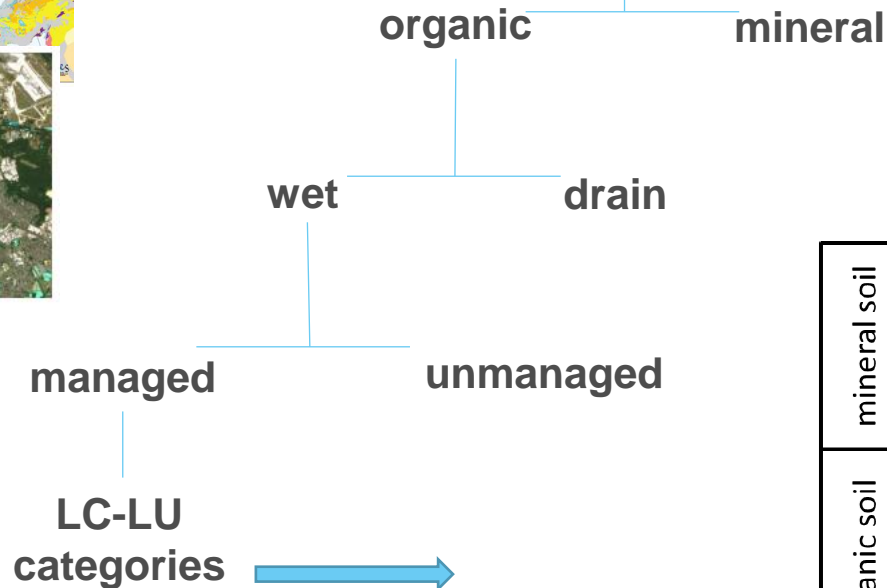 organic mineral
wet drain
managed unmanaged
mineral soil
LC-LU
categories